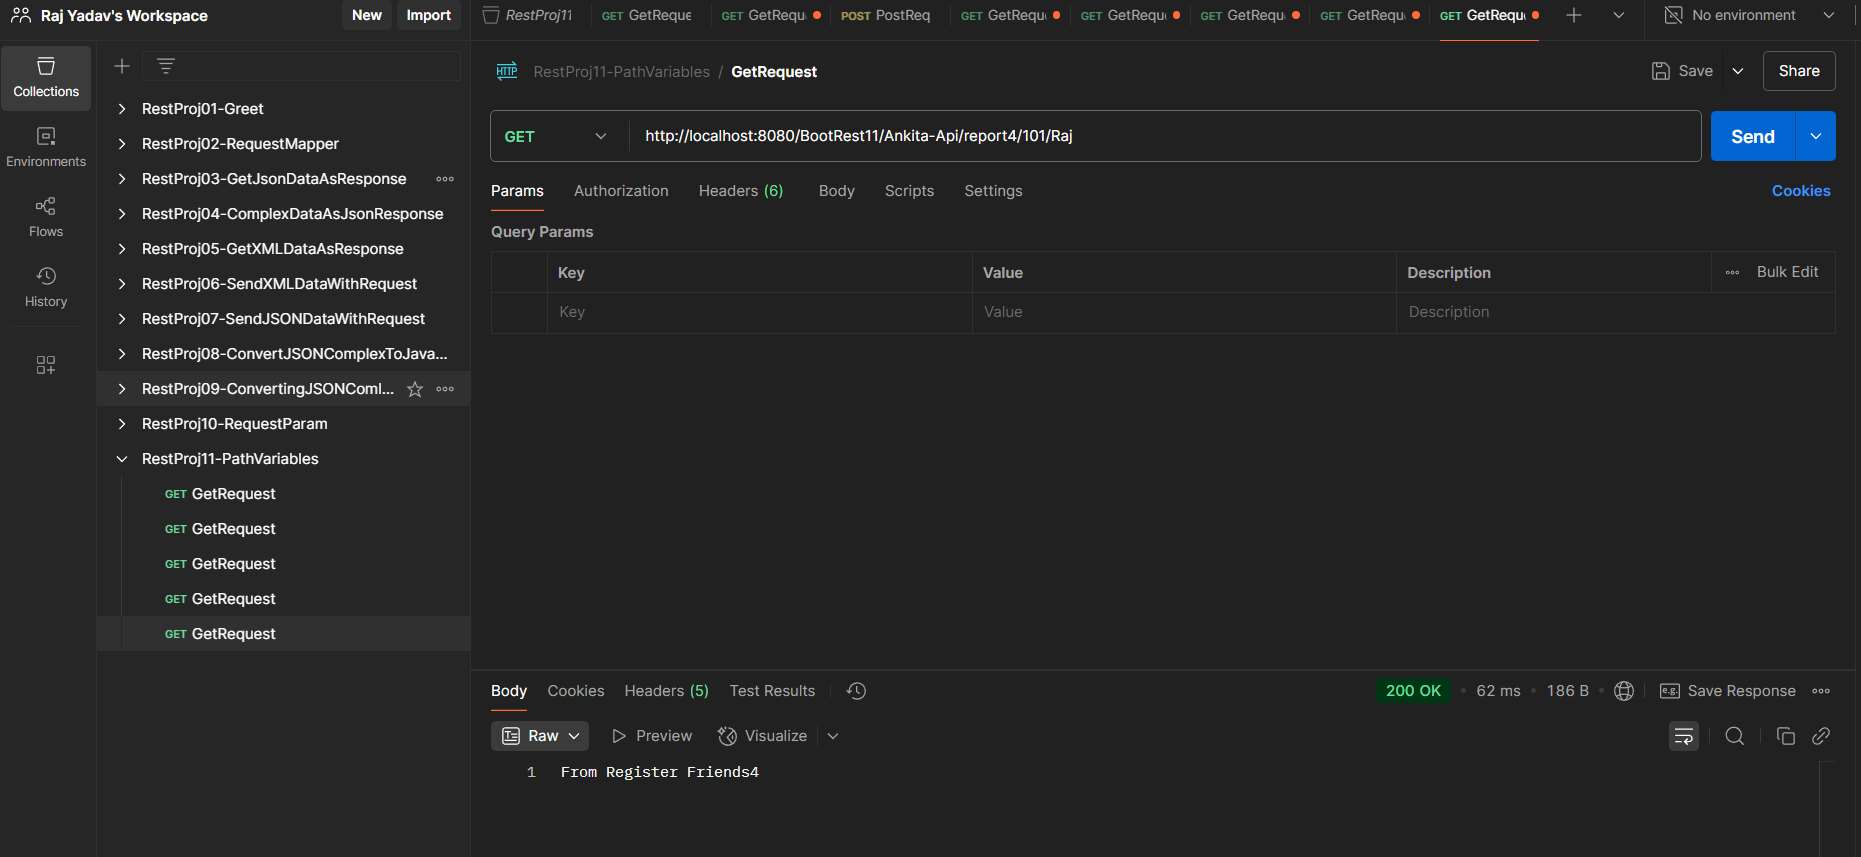 Raj Yadav's Workspace
New
Import
RestProj11
GET GetReque
GET GetRequ
POST PostReq
GET GetRequ
GET GetRequ
GET GetRequ
GET GetRequ
GET GetRequ
No environment
Collections
Environments
Flows
History
RestProj01-Greet
RestProj02-RequestMapper
RestProj03-GetJsonDataAsResponse
RestProj04-ComplexDataAsJsonResponse
RestProj05-GetXMLDataAsResponse
RestProj06-SendXMLDataWithRequest
RestProj07-SendJSONDataWithRequest
RestProj08-ConvertJSONComplexToJava...
RestProj09-ConvertingJSONComl...
RestProj10-RequestParam
RestProj11-PathVariables
GET GetRequest
GET GetRequest
GET GetRequest
GET GetRequest
GET GetRequest
HTTP RestProj11-PathVariables / GetRequest
Save
Share
GET
http://localhost:8080/BootRest11/Ankita-Api/report4/101/Raj
Send
Params Authorization Headers (6) Body Scripts Settings
Cookies
Query Params
Key Value Description
Bulk Edit
Key Value Description
Body Cookies Headers (5) Test Results
200 OK • 62 ms • 186 B •
e.g. Save Response
Raw Preview Visualize
1 From Register Friends4